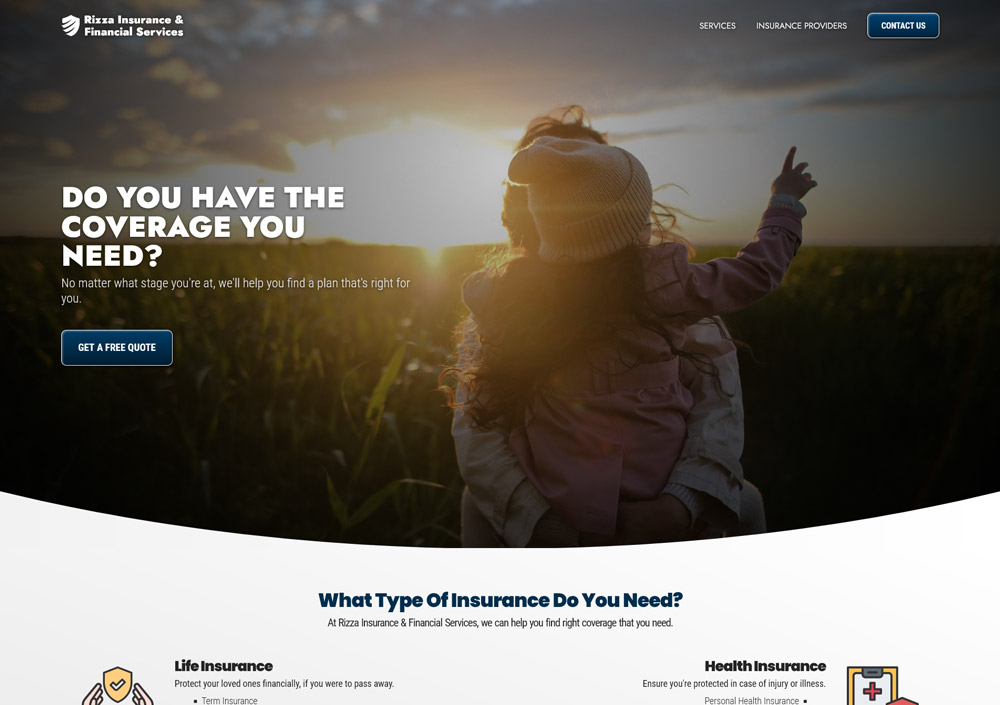 Rizza Insurance &
Financial Services
SERVICES
INSURANCE PROVIDERS
CONTACT US
DO YOU HAVE THE
COVERAGE YOU
NEED?
No matter what stage you're at, we'll help you find a plan that's right for
you.
GET A FREE QUOTE
What Type Of Insurance Do You Need?
At Rizza Insurance & Financial Services, we can help you find right coverage that you need.
Life Insurance
Protect your loved ones financially, if you were to pass away.
Term Insurance
Health Insurance
Ensure you're protected in case of injury or illness.
Personal Health Insurance